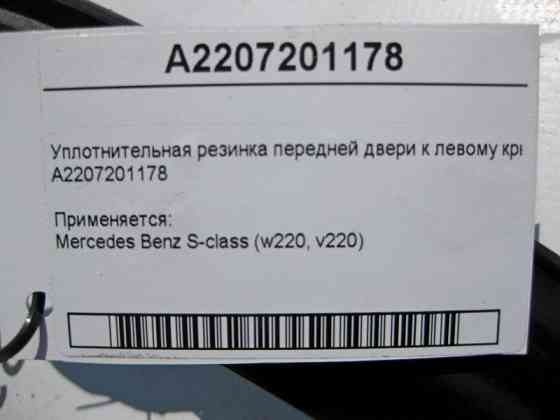 A2207201178
Уплотнительная резинка передней двери к левому
A2207201178
Применяется:
Mercedes Benz S-class (w220, v220)